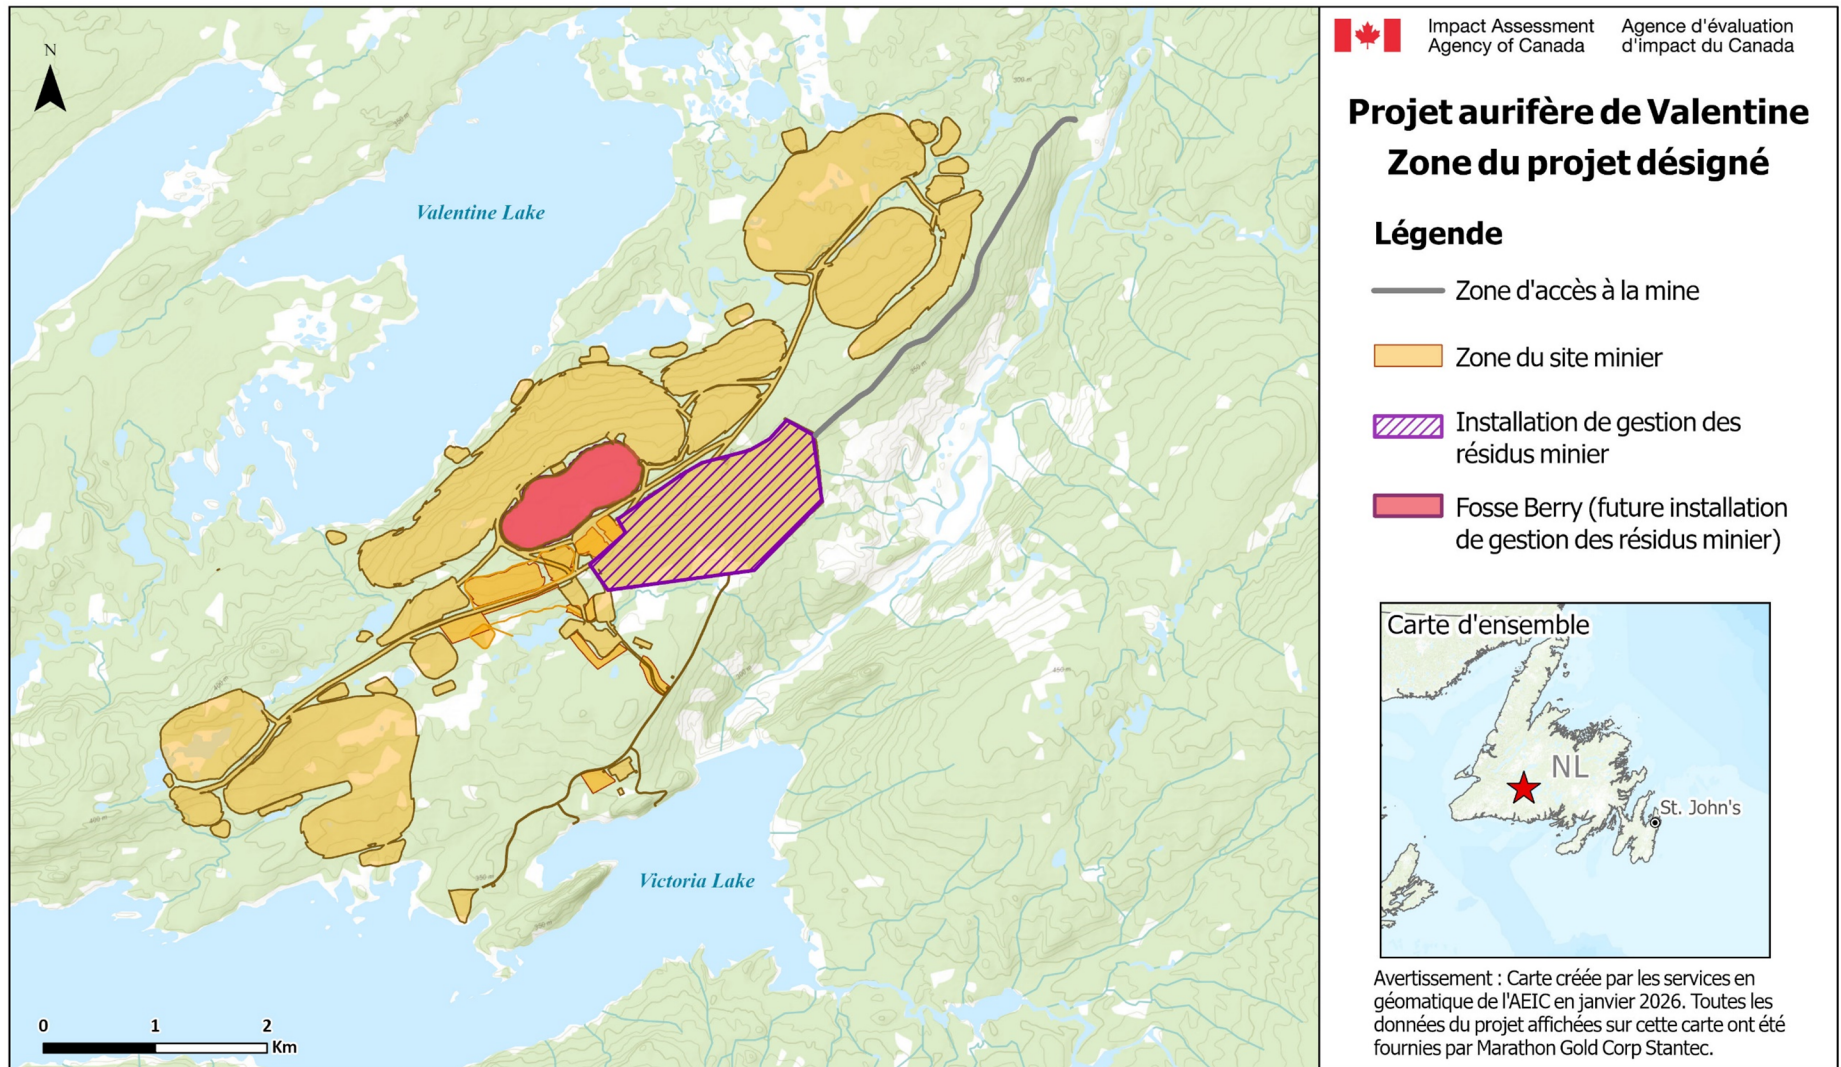 N
Valentine Lake
Victoria Lake
0 1 2
Km
Impact Assessment
Agency of Canada
Agence d'évaluation
d'impact du Canada
Projet aurifère de Valentine
Zone du projet désigné
Légende
Zone d'accès à la mine
Zone du site minier
Installation de gestion des
résidus minier
Fosse Berry (future installation
de gestion des résidus minier)
Carte d'ensemble
NL
St. John's
Avertissement : Carte créée par les services en
géomatique de l'AEIC en janvier 2026. Toutes les
données du projet affichées sur cette carte ont été
fournies par Marathon Gold Corp Stantec.